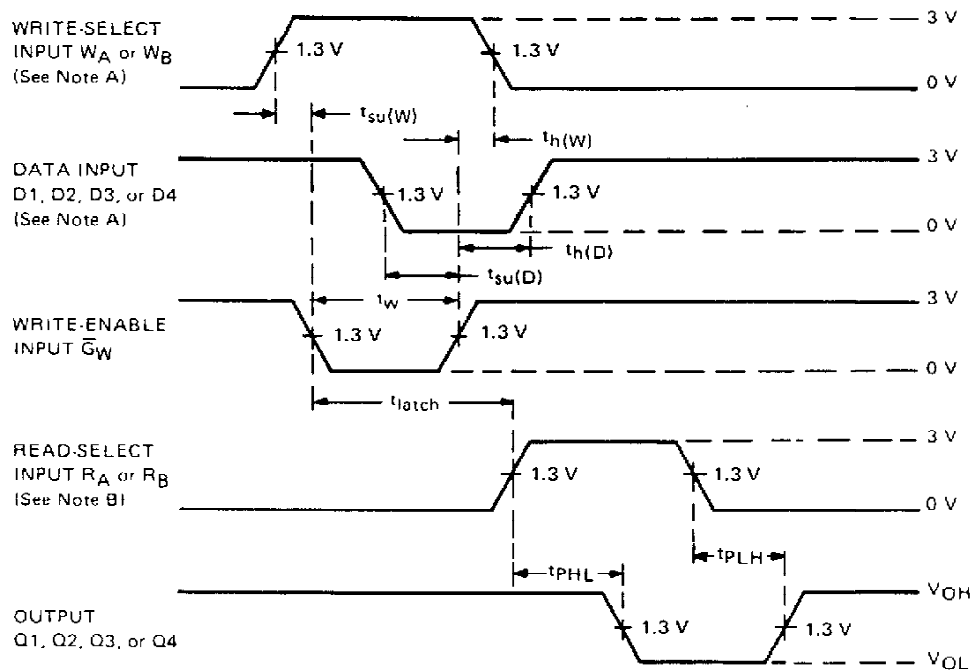 WRITE-SELECT
INPUT WA or WB
(See Note A)
1.3 V
1.3 V
3 V
0 V
tsu(W)
th(W)
DATA INPUT
D1, D2, D3, or D4
(See Note A)
1.3 V
1.3 V
3 V
0 V
th(D)
tsu(D)
tw
WRITE-ENABLE
INPUT G̅W
1.3 V
1.3 V
3 V
0 V
tlatch
READ-SELECT
INPUT RA or RB
(See Note B)
1.3 V
1.3 V
3 V
0 V
tPHL
tPLH
OUTPUT
Q1, Q2, Q3, or Q4
1.3 V
1.3 V
VOH
VOL